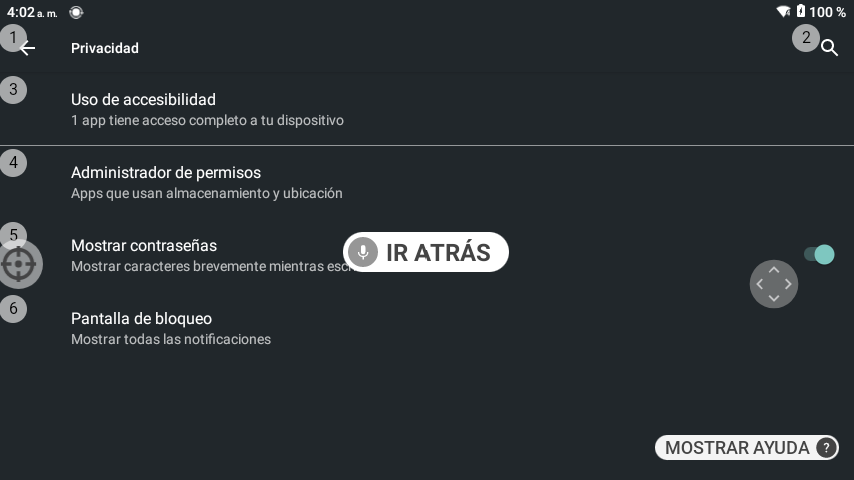 4:02 a. m.
100 %
1
Privacidad
2
3
Uso de accesibilidad
1 app tiene acceso completo a tu dispositivo
4
Administrador de permisos
Apps que usan almacenamiento y ubicación
5
Mostrar contraseñas
Mostrar caracteres brevemente mientras
IR ATRÁS
6
Pantalla de bloqueo
Mostrar todas las notificaciones
MOSTRAR AYUDA ?